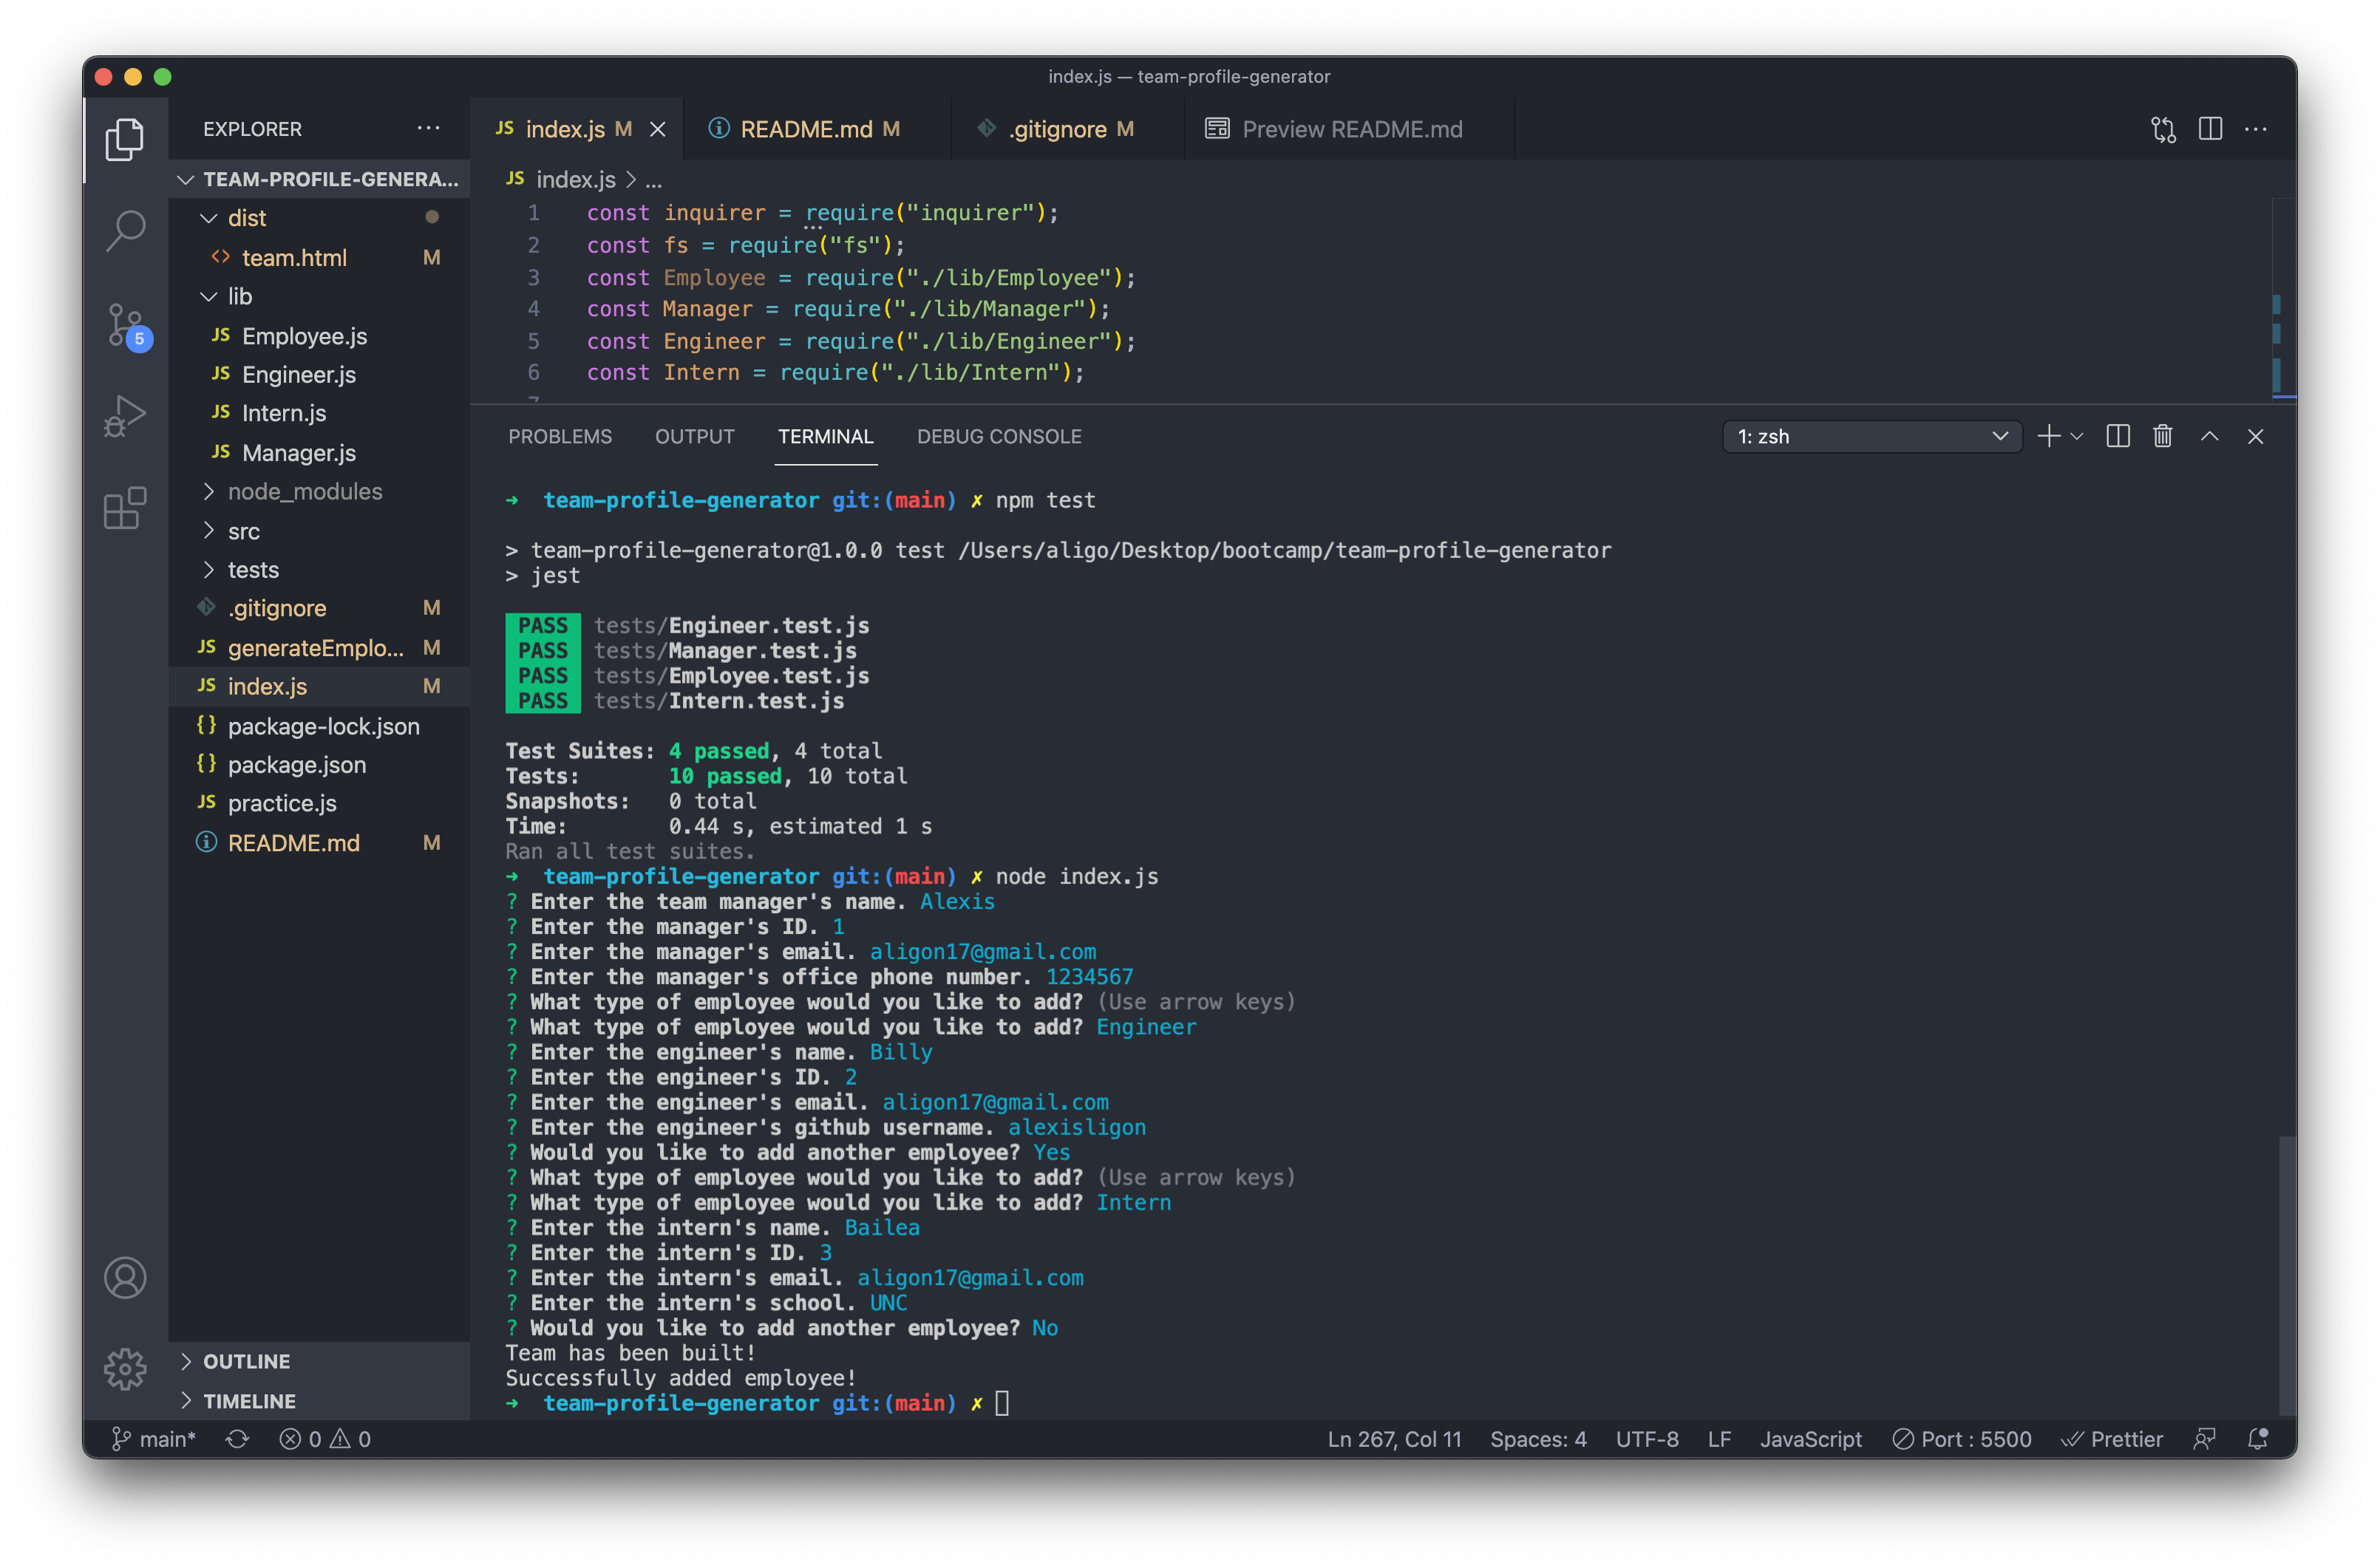 index.js — team-profile-generator
EXPLORER
TEAM-PROFILE-GENERA...
dist
team.html M
lib
JS Employee.js
JS Engineer.js
JS Intern.js
JS Manager.js
node_modules
src
tests
.gitignore M
JS generateEmplo... M
JS index.js M
{} package-lock.json
{} package.json
JS practice.js
README.md M
OUTLINE
TIMELINE
5
JS index.js M
README.md M
.gitignore M
Preview README.md
JS index.js > ...
1 const inquirer = require("inquirer");
2 const fs = require("fs");
3 const Employee = require("./lib/Employee");
4 const Manager = require("./lib/Manager");
5 const Engineer = require("./lib/Engineer");
6 const Intern = require("./lib/Intern");
PROBLEMS OUTPUT TERMINAL DEBUG CONSOLE
1: zsh
→ team-profile-generator git:(main) ✗ npm test
> team-profile-generator@1.0.0 test /Users/aligo/Desktop/bootcamp/team-profile-generator
> jest
PASS tests/Engineer.test.js
PASS tests/Manager.test.js
PASS tests/Employee.test.js
PASS tests/Intern.test.js
Test Suites: 4 passed, 4 total
Tests: 10 passed, 10 total
Snapshots: 0 total
Time: 0.44 s, estimated 1 s
Ran all test suites.
→ team-profile-generator git:(main) ✗ node index.js
? Enter the team manager's name. Alexis
? Enter the manager's ID. 1
? Enter the manager's email. aligon17@gmail.com
? Enter the manager's office phone number. 1234567
? What type of employee would you like to add? (Use arrow keys)
? What type of employee would you like to add? Engineer
? Enter the engineer's name. Billy
? Enter the engineer's ID. 2
? Enter the engineer's email. aligon17@gmail.com
? Enter the engineer's github username. alexisligon
? Would you like to add another employee? Yes
? What type of employee would you like to add? (Use arrow keys)
? What type of employee would you like to add? Intern
? Enter the intern's name. Bailea
? Enter the intern's ID. 3
? Enter the intern's email. aligon17@gmail.com
? Enter the intern's school. UNC
? Would you like to add another employee? No
Team has been built!
Successfully added employee!
→ team-profile-generator git:(main) ✗
main* 0 0 Ln 267, Col 11 Spaces: 4 UTF-8 LF JavaScript Port : 5500 Prettier